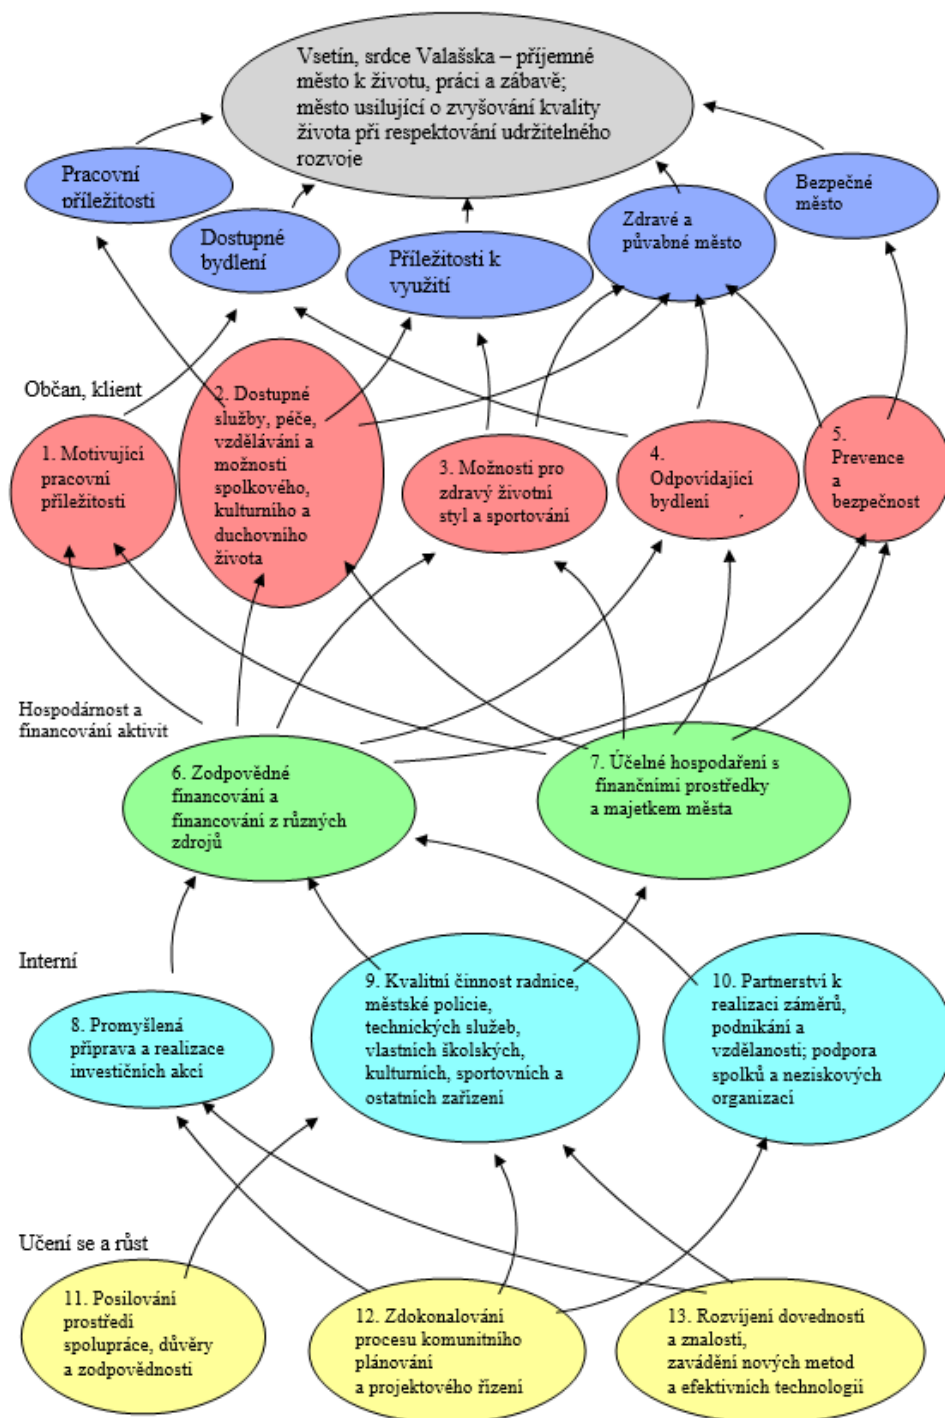 Vsetín, srdce Valašska – příjemné
město k životu, práci a zábavě;
město usilující o zvyšování kvality
života při respektování udržitelného
rozvoje
Pracovní
příležitosti
Dostupné
bydlení
Příležitosti k
využití
Zdravé a
půvabné město
Bezpečné
město
Občan, klient
1. Motivující
pracovní
příležitosti
2. Dostupné
služby, péče,
vzdělávání a
možnosti
spolkového,
kulturního a
duchovního
života
3. Možnosti pro
zdravý životní
styl a sportování
4.
Odpovídající
bydlení
5.
Prevence
a
bezpečnost
Hospodárnost a
financování aktivit
6. Zodpovědné
financování a
financování z různých
zdrojů
7. Účelné hospodaření s
finančními prostředky
a majetkem města
Interní
8. Promyšlená
příprava a realizace
investičních akcí
9. Kvalitní činnost radnice,
městské policie,
technických služeb,
vlastních školských,
kulturních, sportovních a
ostatních zařízení
10. Partnerství k
realizaci záměrů,
podnikání a
vzdělanosti; podpora
spolků a neziskových
organizací
Učení se a růst
11. Posilování
prostředí
spolupráce, důvěry
a zodpovědnosti
12. Zdokonalování
procesu komunitního
plánování
a projektového řízení
13. Rozvíjení dovedností
a znalostí,
zavádění nových metod
a efektivních technologií